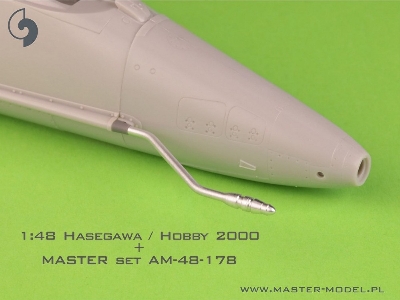 1:48 Hasegawa / Hobby 2000
+
MASTER set AM-48-178
www.master-model.pl